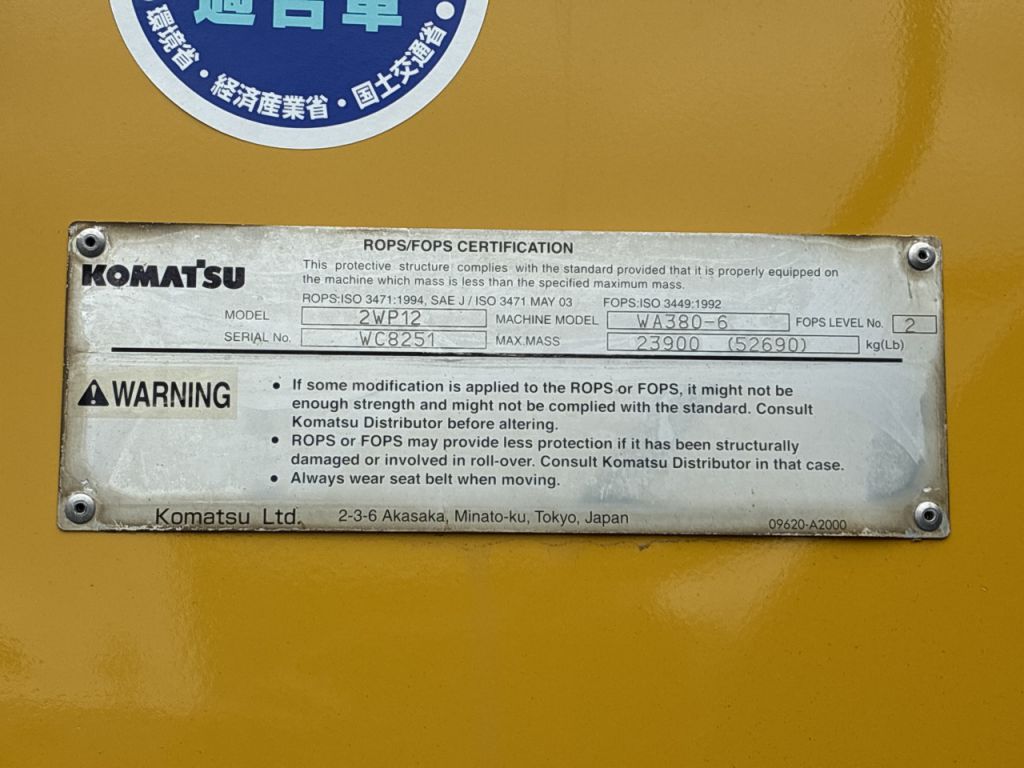 適合車
環境省・経済産業省・国土交通省
ROPS/FOPS CERTIFICATION
KOMATSU
This protective structure complies with the standard provided that it is properly equipped on
the machine which mass is less than the specified maximum mass.
ROPS:ISO 3471:1994, SAE J / ISO 3471 MAY 03 FOPS:ISO 3449:1992
MODEL 2WP12 MACHINE MODEL WA380-6 FOPS LEVEL No. 2
SERIAL No. WC8251 MAX.MASS 23900 (52690) kg(Lb)
WARNING
• If some modification is applied to the ROPS or FOPS, it might not be
enough strength and might not be complied with the standard. Consult
Komatsu Distributor before altering.
• ROPS or FOPS may provide less protection if it has been structurally
damaged or involved in roll-over. Consult Komatsu Distributor in that case.
• Always wear seat belt when moving.
Komatsu Ltd. 2-3-6 Akasaka, Minato-ku, Tokyo, Japan
09620-A2000